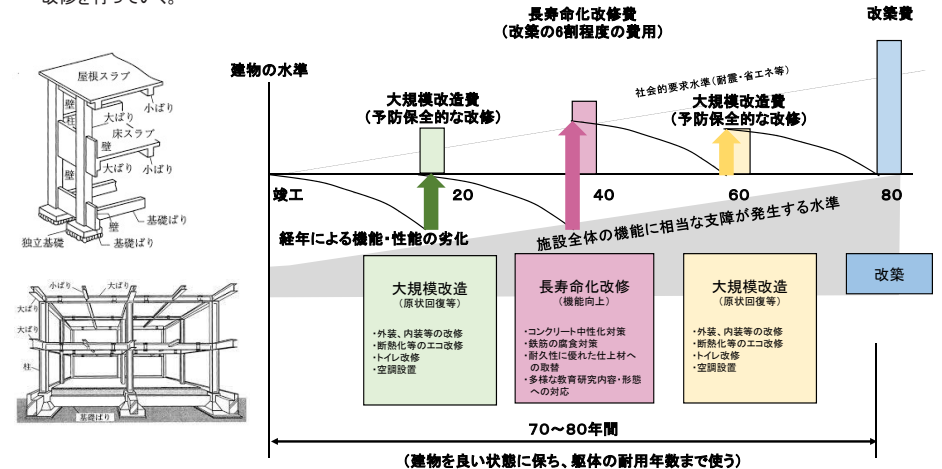 改修を行っていく。
長寿命化改修費
(改築の6割程度の費用)
改築費
建物の水準
社会的要求水準(耐震・省エネ等)
大規模改造費
(予防保全的な改修)
大規模改造費
(予防保全的な改修)
竣工
20
40
60
80
経年による機能・性能の劣化
施設全体の機能に相当な支障が発生する水準
大規模改造
(原状回復等)
・外装、内装等の改修
・断熱化等のエコ改修
・トイレ改修
・空調設置
長寿命化改修
(機能向上)
・コンクリート中性化対策
・鉄筋の腐食対策
・耐久性に優れた仕上材へ
の取替
・多様な教育研究内容・形態
への対応
大規模改造
(原状回復等)
・外装、内装等の改修
・断熱化等のエコ改修
・トイレ改修
・空調設置
改築
70～80年間
(建物を良い状態に保ち、躯体の耐用年数まで使う)
屋根スラブ
壁
柱
小ばり
大ばり
床スラブ
壁
大ばり
小ばり
壁
基礎ばり
壁
独立基礎
基礎ばり
小ばり
大ばり
大ばり
大ばり
柱
基礎ばり